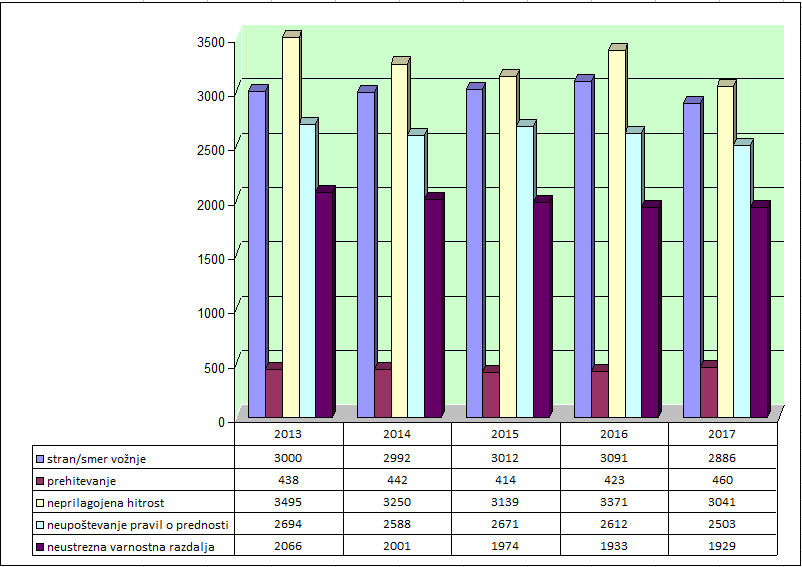 3500
3000
2500
2000
1500
1000
500
0
2013 2014 2015 2016 2017
stran/smer vožnje 3000 2992 3012 3091 2886
prehitevanje 438 442 414 423 460
neprilagojena hitrost 3495 3250 3139 3371 3041
neupoštevanje pravil o prednosti 2694 2588 2671 2612 2503
neustrezna varnostna razdalja 2066 2001 1974 1933 1929